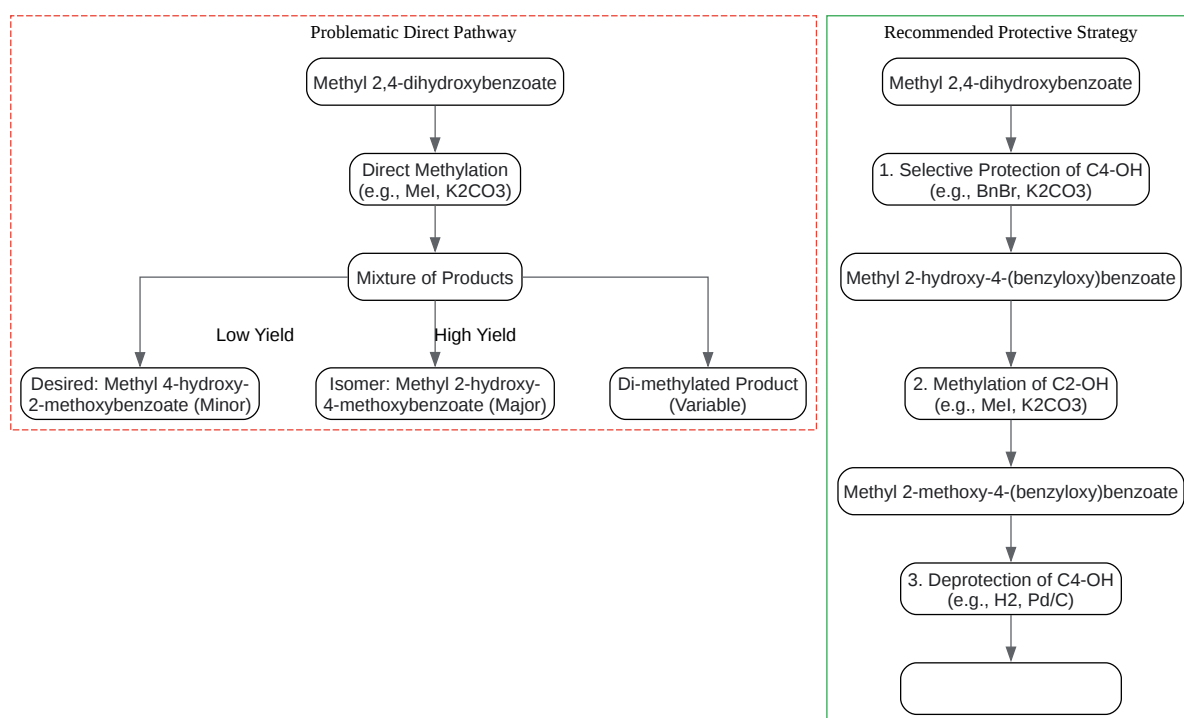 Problematic Direct Pathway
Methyl 2,4-dihydroxybenzoate
Direct Methylation
(e.g., MeI, K2CO3)
Mixture of Products
Low Yield
High Yield
Desired: Methyl 4-hydroxy-
2-methoxybenzoate (Minor)
Isomer: Methyl 2-hydroxy-
4-methoxybenzoate (Major)
Di-methylated Product
(Variable)
Recommended Protective Strategy
Methyl 2,4-dihydroxybenzoate
1. Selective Protection of C4-OH
(e.g., BnBr, K2CO3)
Methyl 2-hydroxy-4-(benzyloxy)benzoate
2. Methylation of C2-OH
(e.g., MeI, K2CO3)
Methyl 2-methoxy-4-(benzyloxy)benzoate
3. Deprotection of C4-OH
(e.g., H2, Pd/C)